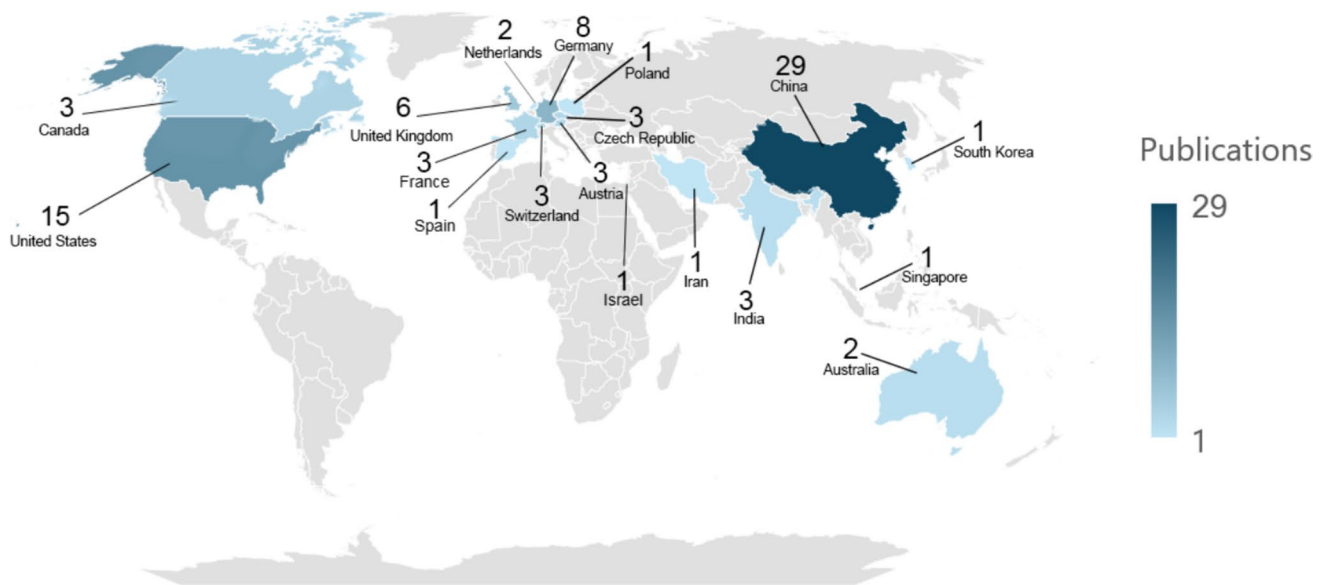 2
Netherlands
8
Germany
1
Poland
29
China
3
Canada
6
United Kingdom
3
Czech Republic
1
South Korea
3
France
3
Austria
3
Switzerland
1
Spain
15
United States
1
Israel
1
Iran
3
India
1
Singapore
2
Australia
Publications
29
1